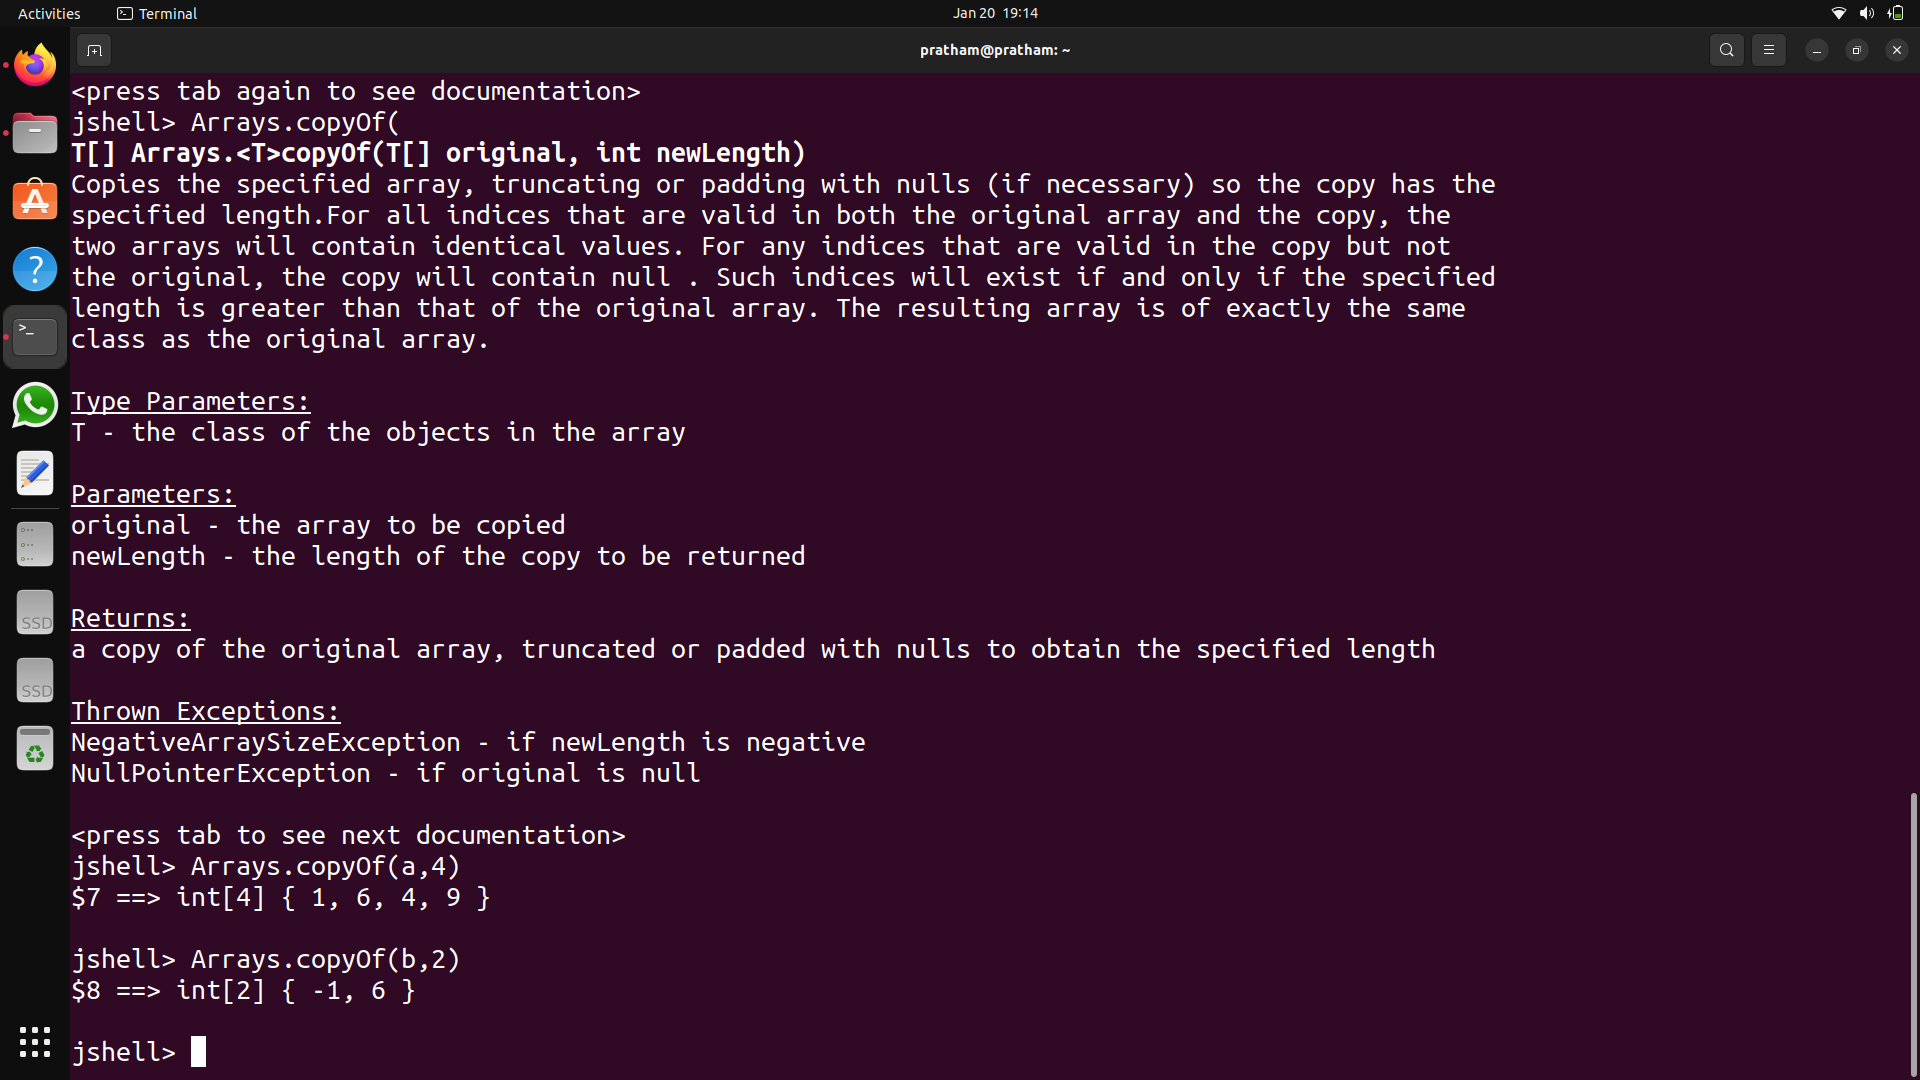 Activities
Terminal
Jan 20 19:14
pratham@pratham: ~
<press tab again to see documentation>
jshell> Arrays.copyOf(
T[] Arrays.<T>copyOf(T[] original, int newLength)
Copies the specified array, truncating or padding with nulls (if necessary) so the copy has the
specified length.For all indices that are valid in both the original array and the copy, the
two arrays will contain identical values. For any indices that are valid in the copy but not
the original, the copy will contain null . Such indices will exist if and only if the specified
length is greater than that of the original array. The resulting array is of exactly the same
class as the original array.
Type Parameters:
T - the class of the objects in the array
Parameters:
original - the array to be copied
newLength - the length of the copy to be returned
Returns:
a copy of the original array, truncated or padded with nulls to obtain the specified length
Thrown Exceptions:
NegativeArraySizeException - if newLength is negative
NullPointerException - if original is null
<press tab to see next documentation>
jshell> Arrays.copyOf(a,4)
$7 ==> int[4] { 1, 6, 4, 9 }
jshell> Arrays.copyOf(b,2)
$8 ==> int[2] { -1, 6 }
jshell>
SSD
SSD